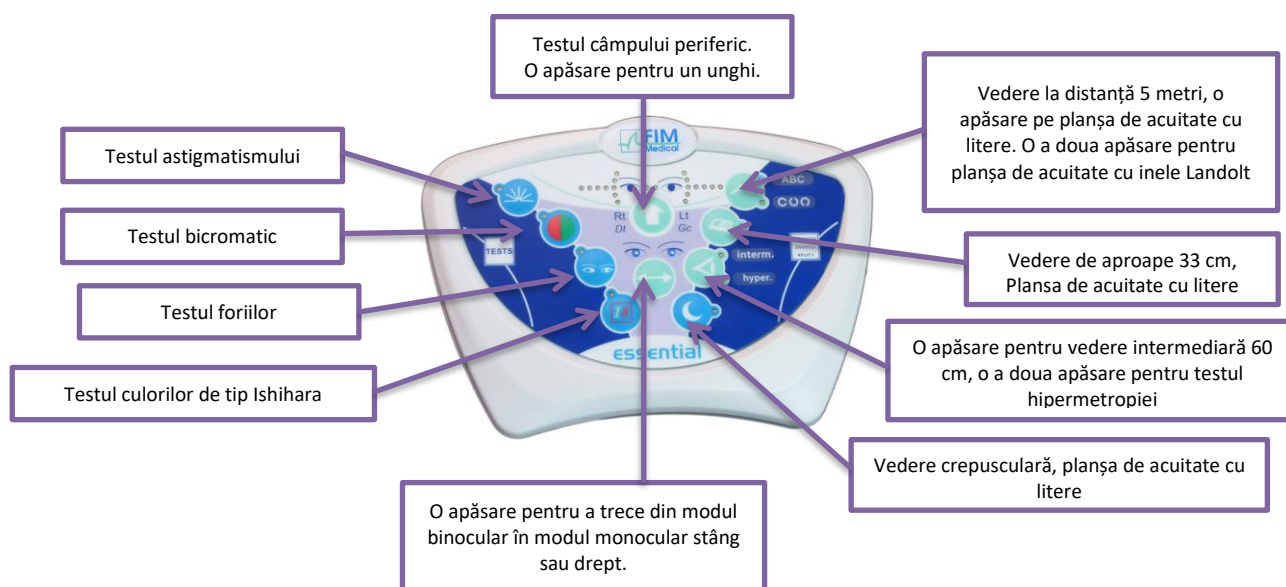 Testul câmpului periferic.
O apăsare pentru un unghi.
Vedere la distanță 5 metri, o
apăsare pe planșa de acuitate cu
litere. O a doua apăsare pentru
planșa de acuitate cu inele Landolt
Testul astigmatismului
Testul bicromatic
Testul foriilor
Testul culorilor de tip Ishihara
FIM
Medical
ABC
Rt
Dt
Lt
Gc
TESTS
interm.
hyper.
18
essential
Vedere de aproape 33 cm,
Plansa de acuitate cu litere
O apăsare pentru vedere intermediară 60
cm, o a doua apăsare pentru testul
hipermetropiei
Vedere crepusculară, planșa de acuitate cu
litere
O apăsare pentru a trece din modul
binocular în modul monocular stâng
sau drept.